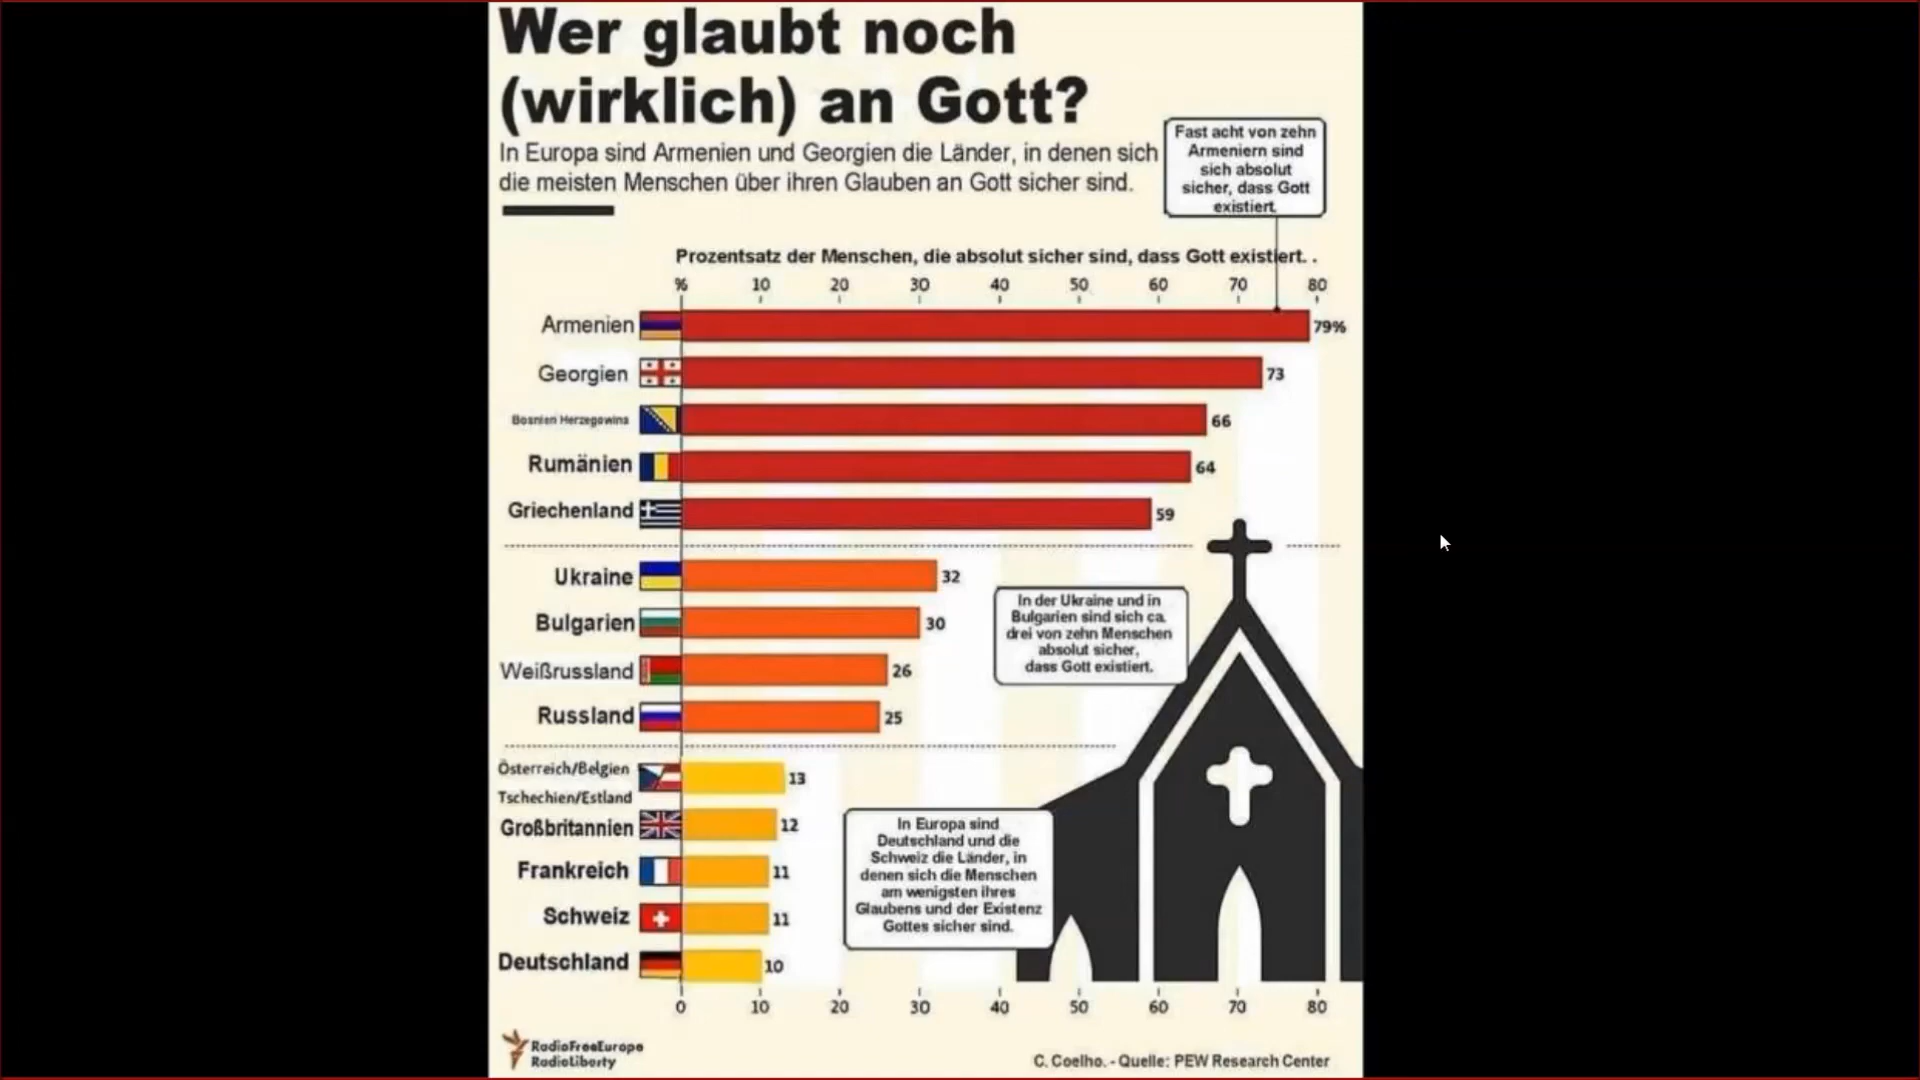 Wer glaubt noch
(wirklich) an Gott?
In Europa sind Armenien und Georgien die Länder, in denen sich
die meisten Menschen über ihren Glauben an Gott sicher sind.
Fast acht von zehn
Armeniern sind
sich absolut
sicher, dass Gott
existiert.
Prozentsatz der Menschen, die absolut sicher sind, dass Gott existiert. .
% 10 20 30 40 50 60 70 80
Armenien 79%
Georgien 73
Bosnien Herzegowina 66
Rumänien 64
Griechenland 59
Ukraine 32
Bulgarien 30
Weißrussland 26
Russland 25
In der Ukraine und in
Bulgarien sind sich ca.
drei von zehn Menschen
absolut sicher,
dass Gott existiert.
Österreich/Belgien 13
Tschechien/Estland
Großbritannien 12
Frankreich 11
Schweiz 11
Deutschland 10
In Europa sind
Deutschland und die
Schweiz die Länder, in
denen sich die Menschen
am wenigsten ihres
Glaubens und der Existenz
Gottes sicher sind.
0 10 20 30 40 50 60 70 80
RadioFreeEurope
RadioLiberty
C. Coelho. - Quelle: PEW Research Center